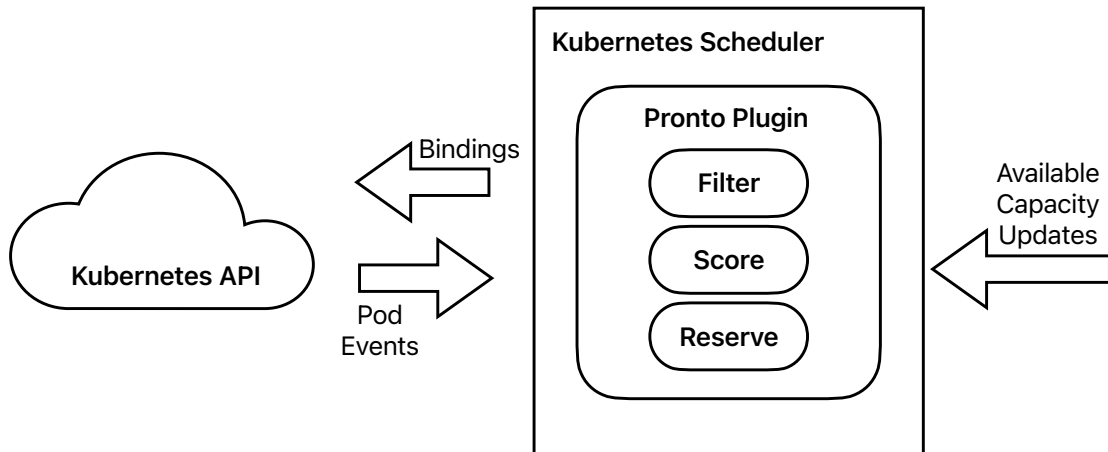 Kubernetes Scheduler
Pronto Plugin
Bindings
Filter
Available
Capacity
Updates
Kubernetes API
Score
Pod
Events
Reserve